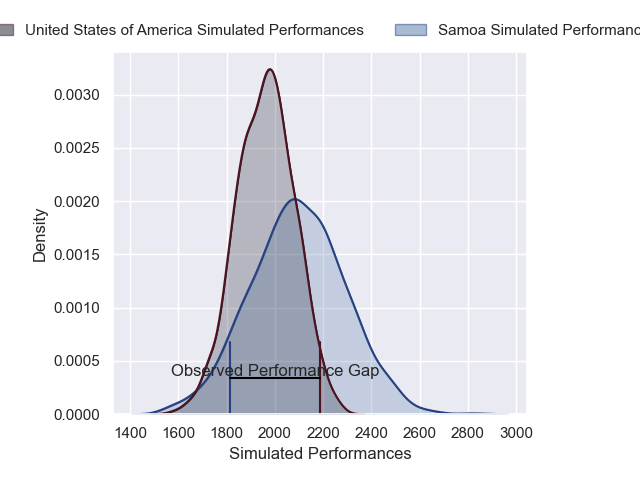 United States of America Simulated Performances
Samoa Simulated
0.0030
0.0025
0.0020
0.0015
0.0010
0.0005
0.0000
Density
Observed Performance Gap
1400 1600 1800 2000 2200 2400 2600 2800 3000
Simulated Performances